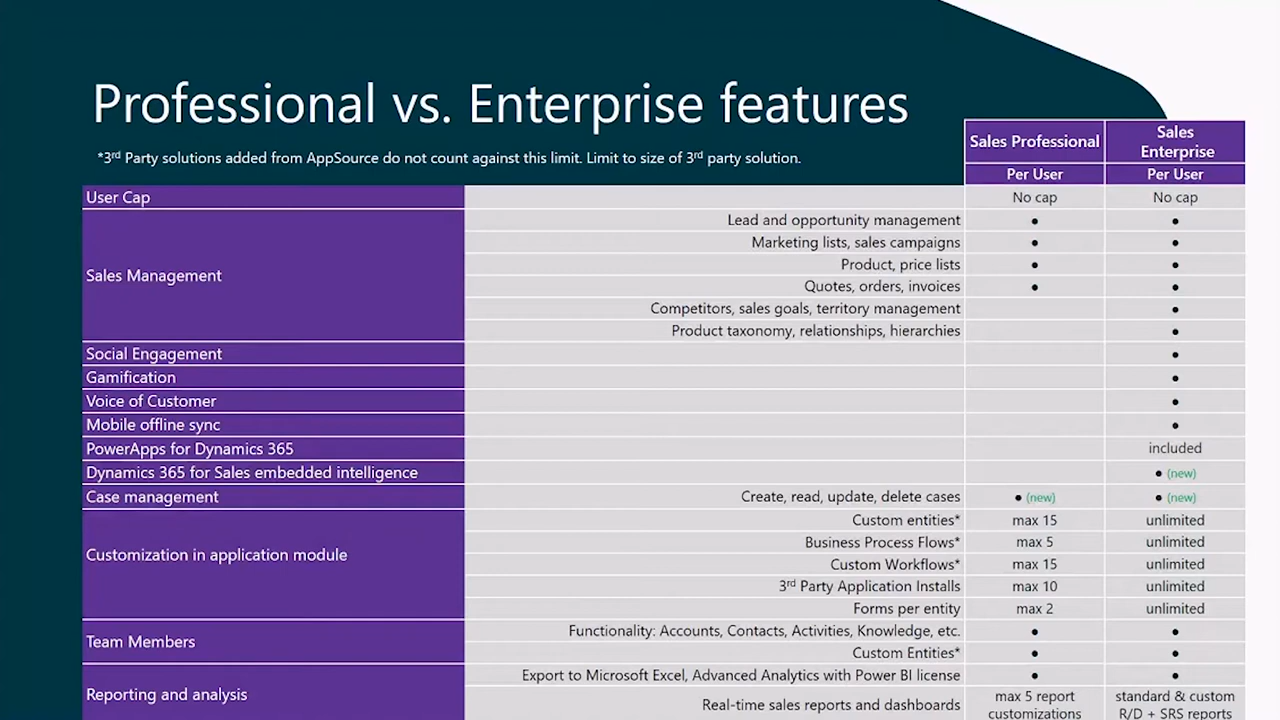 Professional vs. Enterprise features
*3rd Party solutions added from AppSource do not count against this limit. Limit to size of 3rd party solution.
Sales Professional
Sales
Enterprise
Per User
Per User
User Cap
No cap
No cap
Sales Management
Lead and opportunity management ● ●
Marketing lists, sales campaigns ● ●
Product, price lists ● ●
Quotes, orders, invoices ● ●
Competitors, sales goals, territory management ●
Product taxonomy, relationships, hierarchies ●
Social Engagement ●
Gamification ●
Voice of Customer ●
Mobile offline sync ●
PowerApps for Dynamics 365 included
Dynamics 365 for Sales embedded intelligence ● (new)
Case management Create, read, update, delete cases ● (new) ● (new)
Customization in application module
Custom entities* max 15 unlimited
Business Process Flows* max 5 unlimited
Custom Workflows* max 15 unlimited
3rd Party Application Installs max 10 unlimited
Forms per entity max 2 unlimited
Team Members
Functionality: Accounts, Contacts, Activities, Knowledge, etc. ● ●
Custom Entities* ● ●
Reporting and analysis
Export to Microsoft Excel, Advanced Analytics with Power BI license ● ●
Real-time sales reports and dashboards
max 5 report
customizations
standard & custom
R/D + SRS reports